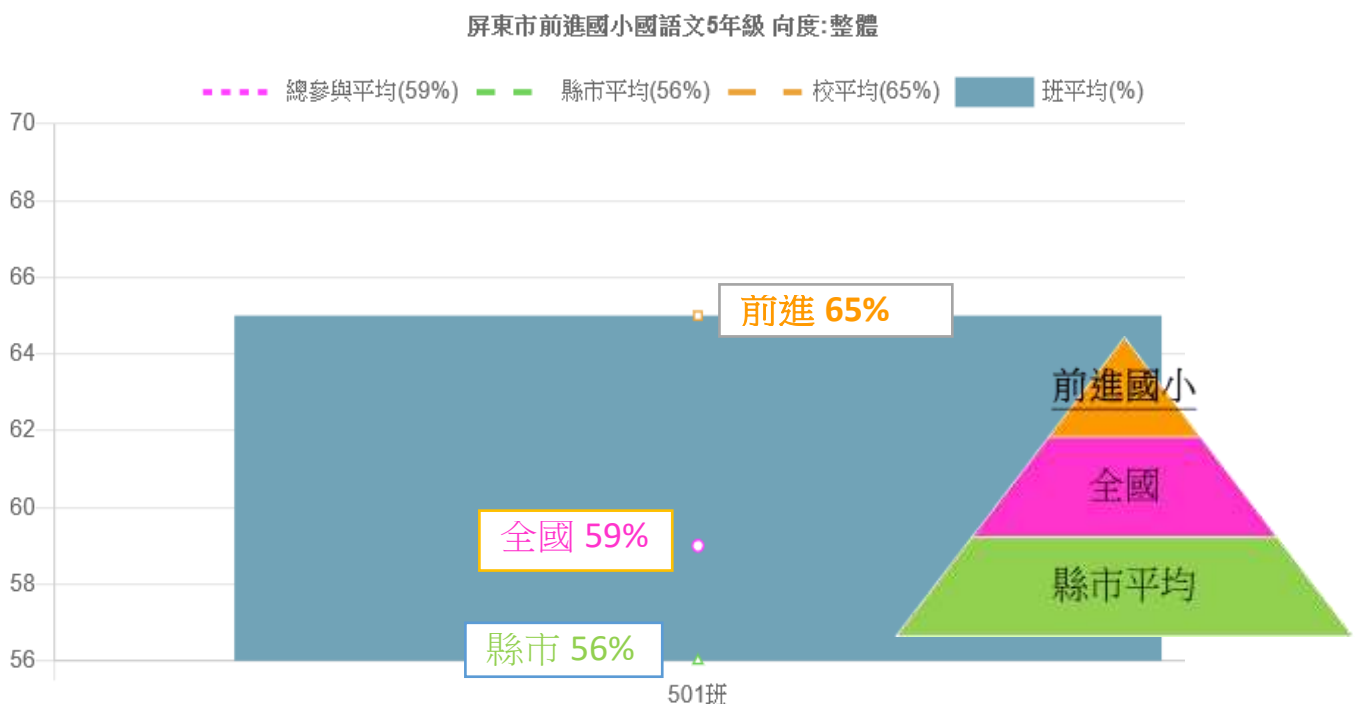 屏東市前進國小國語文5年級 向度:整體
總參與平均(59%) 縣市平均(56%) 校平均(65%) 班平均(%)
70
68
66
前進 65%
64
前進國小
62
全國
60
全國 59%
58
縣市平均
縣市 56%
56
501班